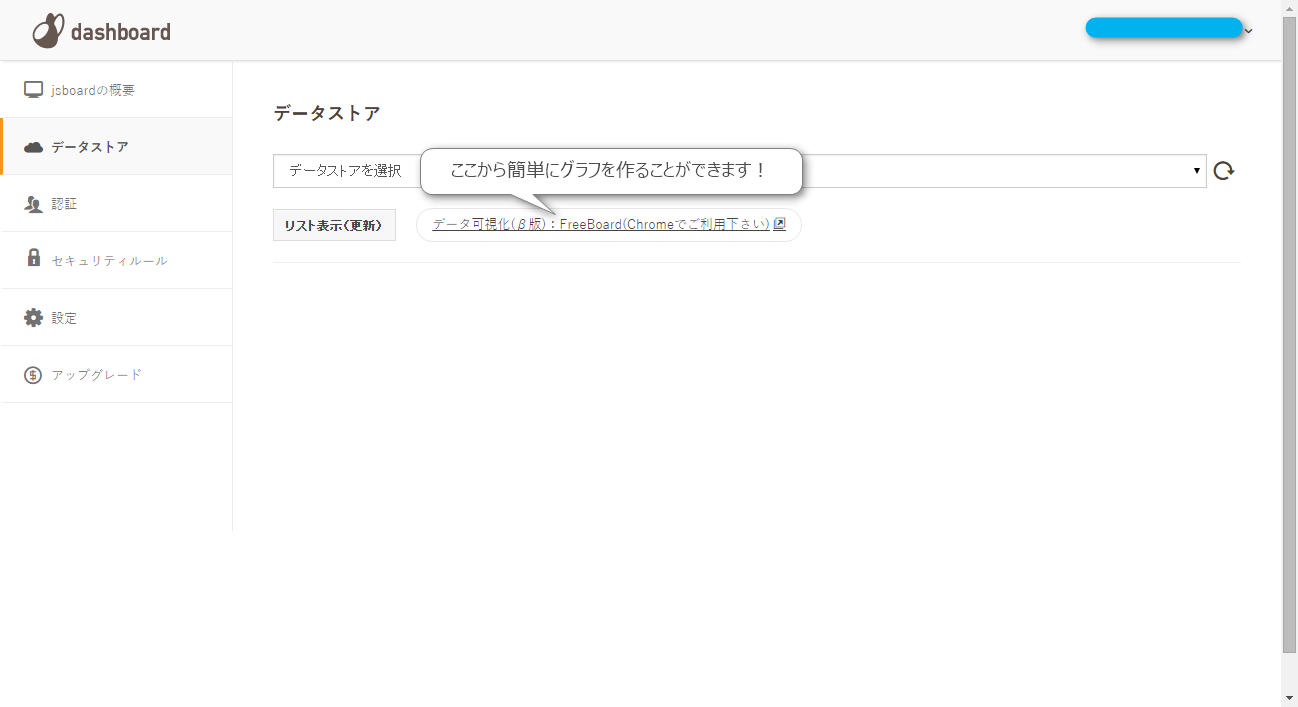 dashboard
jsboardの概要
データストア
認証
セキュリティルール
設定
アップグレード
データストア
データストアを選択
ここから簡単にグラフを作ることができます！
リスト表示(更新)
データ可視化(β版)：FreeBoard(Chromeでご利用下さい)